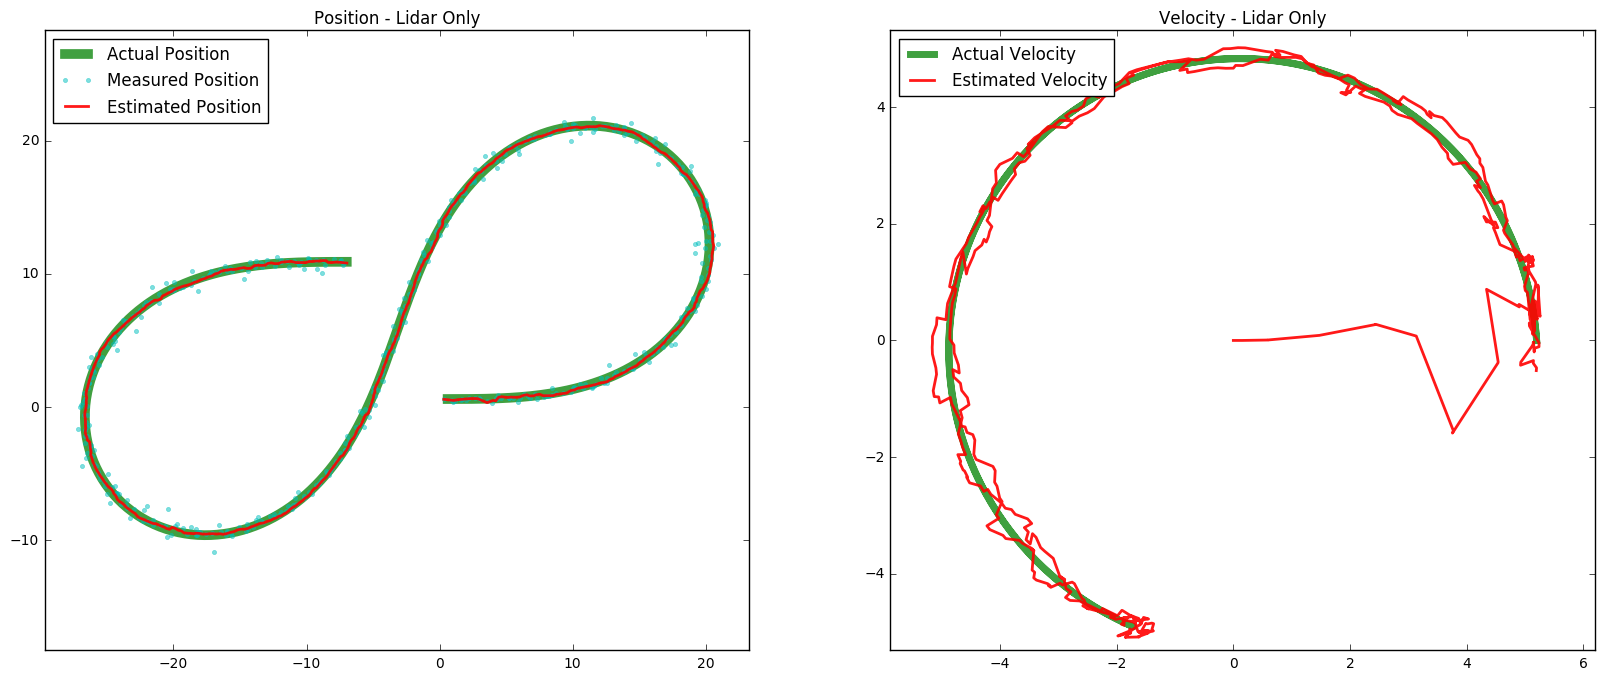 Position - Lidar Only
Actual Position
Measured Position
Estimated Position
20
10
0
−10
−20
−10
0
10
20
Velocity - Lidar Only
Actual Velocity
Estimated Velocity
4
2
0
−2
−4
−4
−2
0
2
4
6